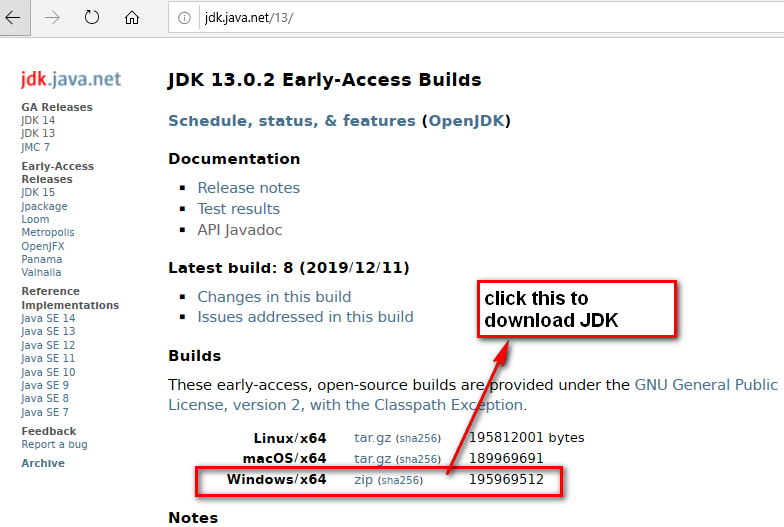 jdk.java.net/13/
jdk.java.net
GA Releases
JDK 14
JDK 13
JMC 7
Early-Access
Releases
JDK 15
Jpackage
Loom
Metropolis
OpenJFX
Panama
Valhalla
Reference
Implementations
Java SE 14
Java SE 13
Java SE 12
Java SE 11
Java SE 10
Java SE 9
Java SE 8
Java SE 7
Feedback
Report a bug
Archive
JDK 13.0.2 Early-Access Builds
Schedule, status, & features (OpenJDK)
Documentation
Release notes
Test results
API Javadoc
Latest build: 8 (2019/12/11)
Changes in this build
Issues addressed in this build
click this to
download JDK
Builds
These early-access, open-source builds are provided under the GNU General Public
License, version 2, with the Classpath Exception.
Linux/x64 tar.gz (sha256) 195812001 bytes
macOS/x64 tar.gz (sha256) 189969691
Windows/x64 zip (sha256) 195969512
Notes